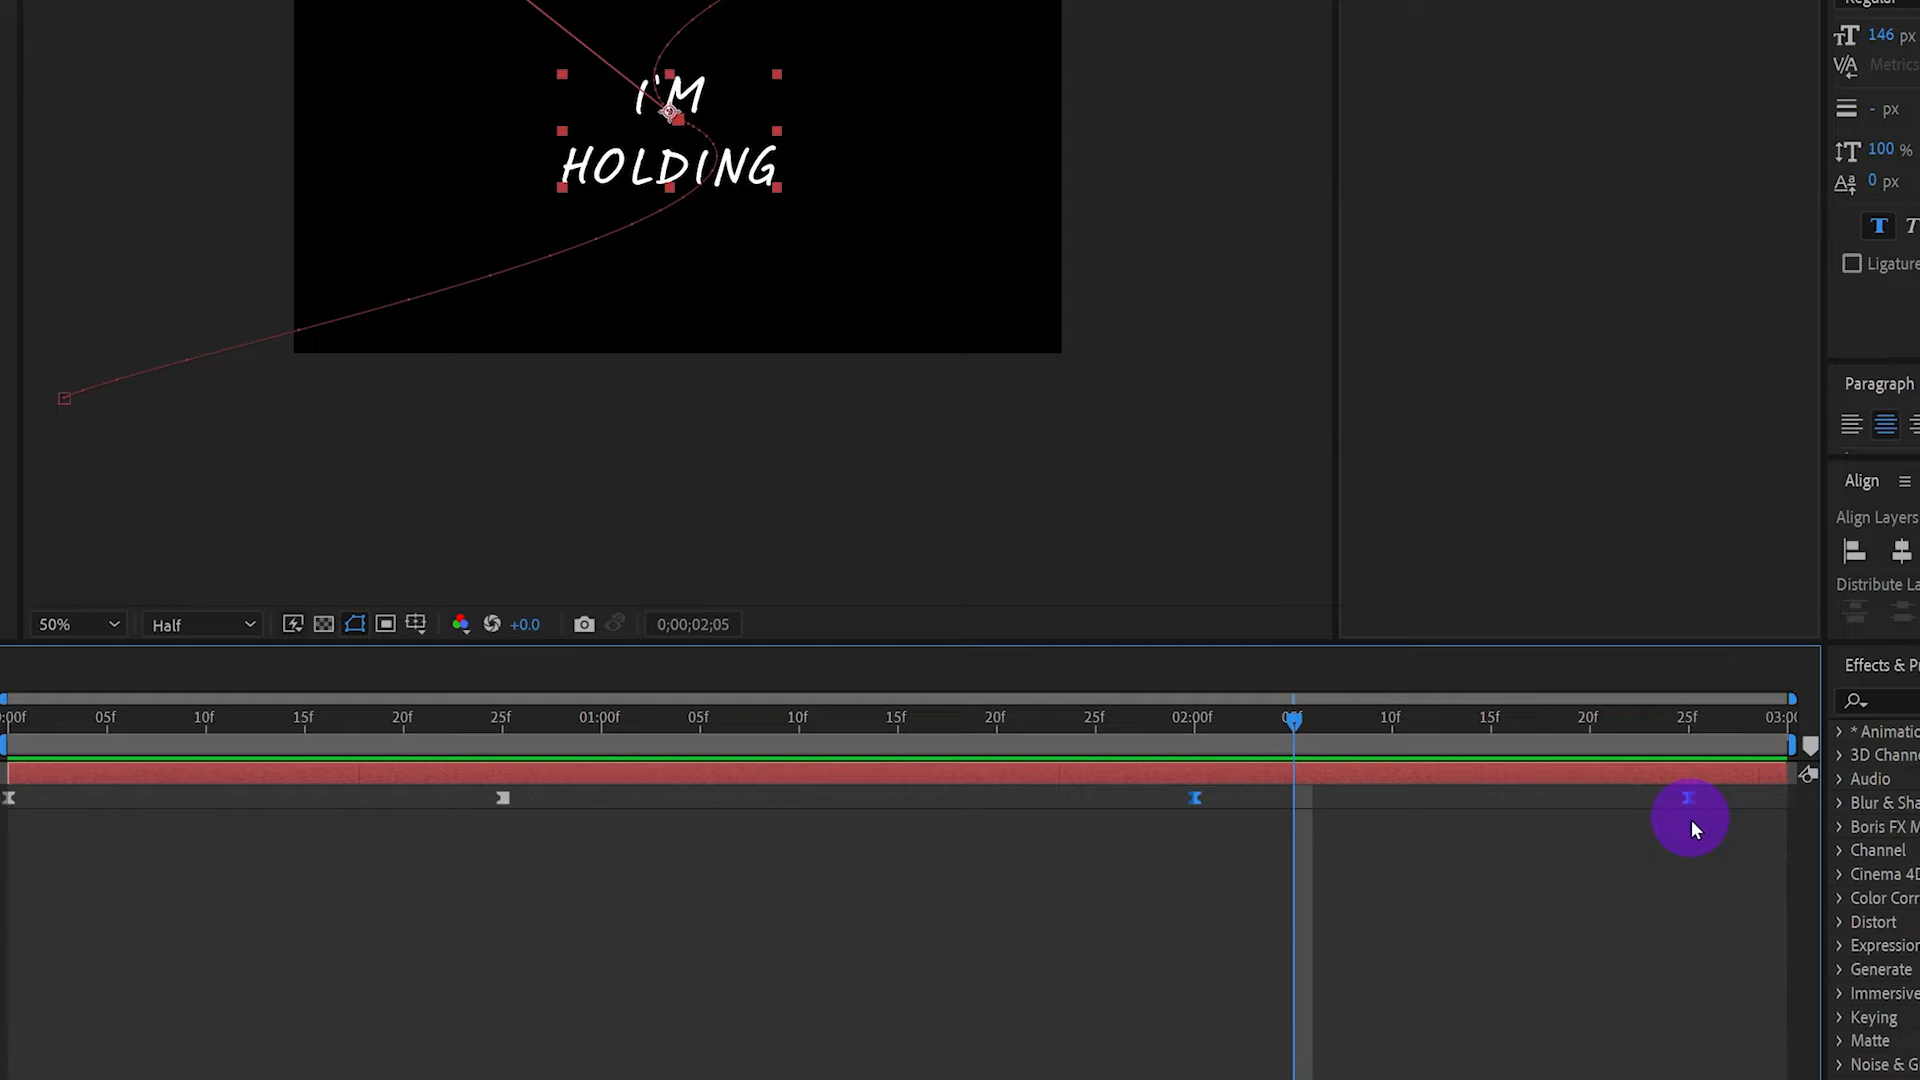 Regular
146 px
Metrics
I'M
- px
HOLDING
100 %
0 px
T T
Ligature
Paragraph
Align
Align Layers
Distribute La
50% Half +0.0 0;00;02;05
Effects & P
:00f 05f 10f 15f 20f 25f 01:00f 05f 10f 15f 20f 25f 02:00f 05f 10f 15f 20f 25f 03:00
* Animatio
3D Chann
Audio
Blur & Sha
Boris FX M
Channel
Cinema 4D
Color Corr
Distort
Expression
Generate
Immersive
Keying
Matte
Noise & G